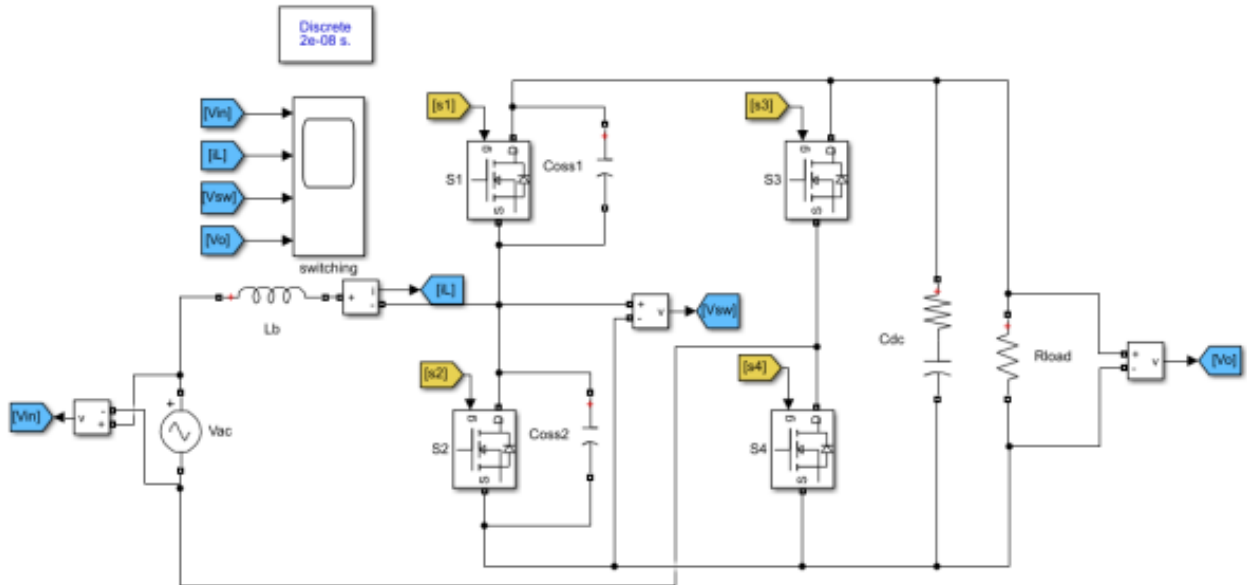 Discrete
2e-08 s.
[Vin]
[iL]
[Vsw]
[Vo]
switching
[s1]
g
D
S
S1
Coss1
[s3]
g
D
S
S3
[iL]
i
+
-
Lb
+
-
v
[Vsw]
[s2]
g
D
S
S2
Coss2
[s4]
g
D
S
S4
Cdc
Rload
+
-
v
[Vo]
[Vin]
v
-
+
+
Vac